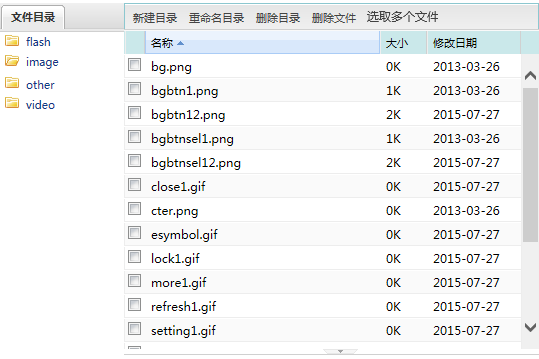 文件目录
flash
image
other
video
新建目录 重命名目录 删除目录 删除文件 选取多个文件
名称 大小 修改日期
bg.png 0K 2013-03-26
bgbtn1.png 1K 2013-03-26
bgbtn12.png 2K 2015-07-27
bgbtnsel1.png 1K 2013-03-26
bgbtnsel12.png 2K 2015-07-27
close1.gif 0K 2015-07-27
cter.png 0K 2013-03-26
esymbol.gif 0K 2015-07-27
lock1.gif 0K 2015-07-27
more1.gif 0K 2015-07-27
refresh1.gif 0K 2015-07-27
setting1.gif 0K 2015-07-27